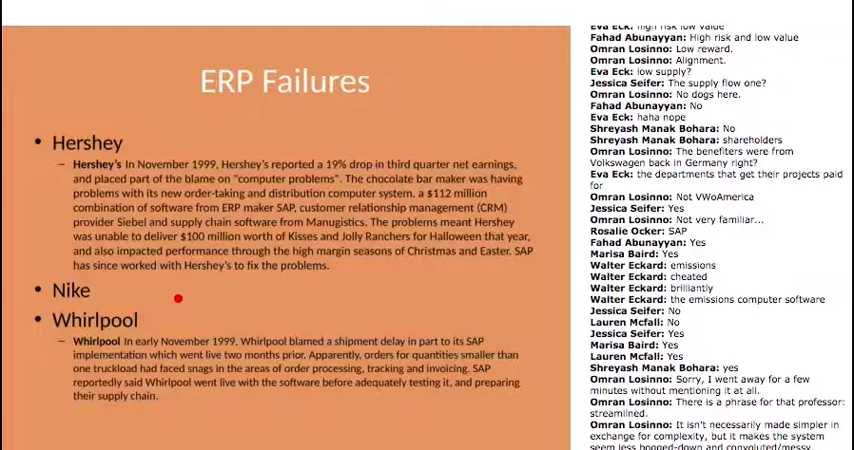 ERP Failures
• Hershey
– Hershey's In November 1999, Hershey's reported a 19% drop in third quarter net earnings,
and placed part of the blame on "computer problems". The chocolate bar maker was having
problems with its new order-taking and distribution computer system. a $112 million
combination of software from ERP maker SAP, customer relationship management (CRM)
provider Siebel and supply chain software from Manugistics. The problems meant Hershey
was unable to deliver $100 million worth of Kisses and Jolly Ranchers for Halloween that year,
and also impacted performance through the high margin seasons of Christmas and Easter. SAP
has since worked with Hershey's to fix the problems.
• Nike
• Whirlpool
– Whirlpool In early November 1999, Whirlpool blamed a shipment delay in part to its SAP
implementation which went live two months prior. Apparently, orders for quantities smaller than
one truckload had faced snags in the areas of order processing, tracking and invoicing. SAP
reportedly said Whirlpool went live with the software before adequately testing it, and preparing
their supply chain.
Eva Eck: high risk low value
Fahad Abunayyan: High risk and low value
Omran Losinno: Low reward.
Omran Losinno: Alignment.
Eva Eck: low supply?
Jessica Seifer: The supply flow one?
Omran Losinno: No dogs here.
Fahad Abunayyan: No
Eva Eck: haha nope
Shreyash Manak Bohara: No
Shreyash Manak Bohara: shareholders
Omran Losinno: The benefiters were from
Volkswagen back in Germany right?
Eva Eck: the departments that get their projects paid
for
Omran Losinno: Not VWoAmerica
Jessica Seifer: Yes
Omran Losinno: Not very familiar...
Rosalie Ocker: SAP
Fahad Abunayyan: Yes
Marisa Baird: Yes
Walter Eckard: emissions
Walter Eckard: cheated
Walter Eckard: brilliantly
Walter Eckard: the emissions computer software
Jessica Seifer: No
Lauren Mcfall: No
Jessica Seifer: Yes
Marisa Baird: Yes
Lauren Mcfall: Yes
Shreyash Manak Bohara: yes
Omran Losinno: Sorry, I went away for a few
minutes without mentioning it at all.
Omran Losinno: There is a phrase for that professor:
streamlined.
Omran Losinno: It isn't necessarily made simpler in
exchange for complexity, but it makes the system
seem less bogged-down and convoluted/messy.